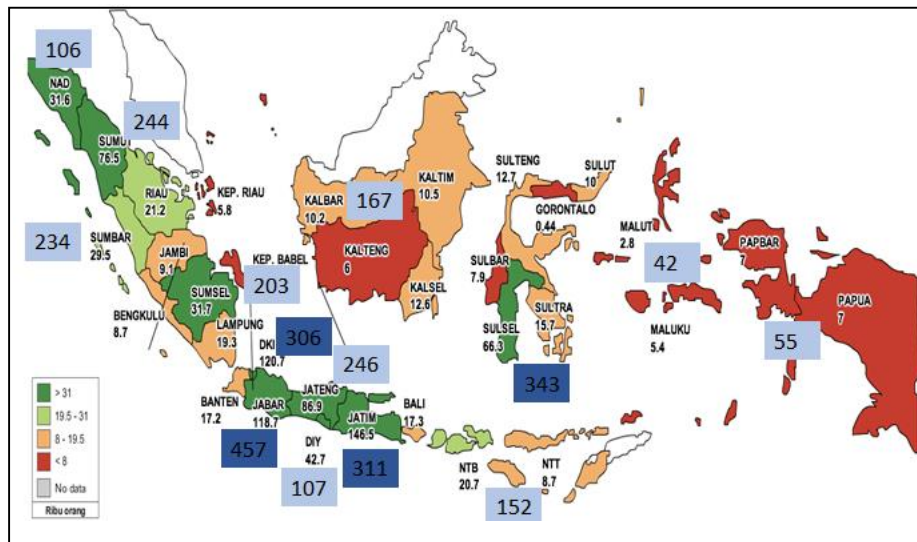 106
NAD
31.6
244
SUMUT
76.5
RIAU
21.2
KEP. RIAU
5.8
234
SUMBAR
29.5
JAMBI
9.1
KEP. BABEL
203
SUMSEL
31.7
BENGKULU
8.7
LAMPUNG
19.3
KALBAR
10.2
167
KALTIM
10.5
KALTENG
6
KALSEL
12.6
SULTENG
12.7
SULUT
10
GORONTALO
0.44
SULBAR
7.9
SULTRA
15.7
SULSEL
66.3
343
MALUT
2.8
42
MALUKU
5.4
PAPBAR
7
PAPUA
7
55
DKI
120.7
306
246
BANTEN
17.2
JABAR
118.7
JATENG
86.9
JATIM
146.5
BALI
17.3
457
DIY
42.7
107
311
NTB
20.7
NTT
8.7
152
> 31
19.5 - 31
8 - 19.5
< 8
No data
Ribu orang